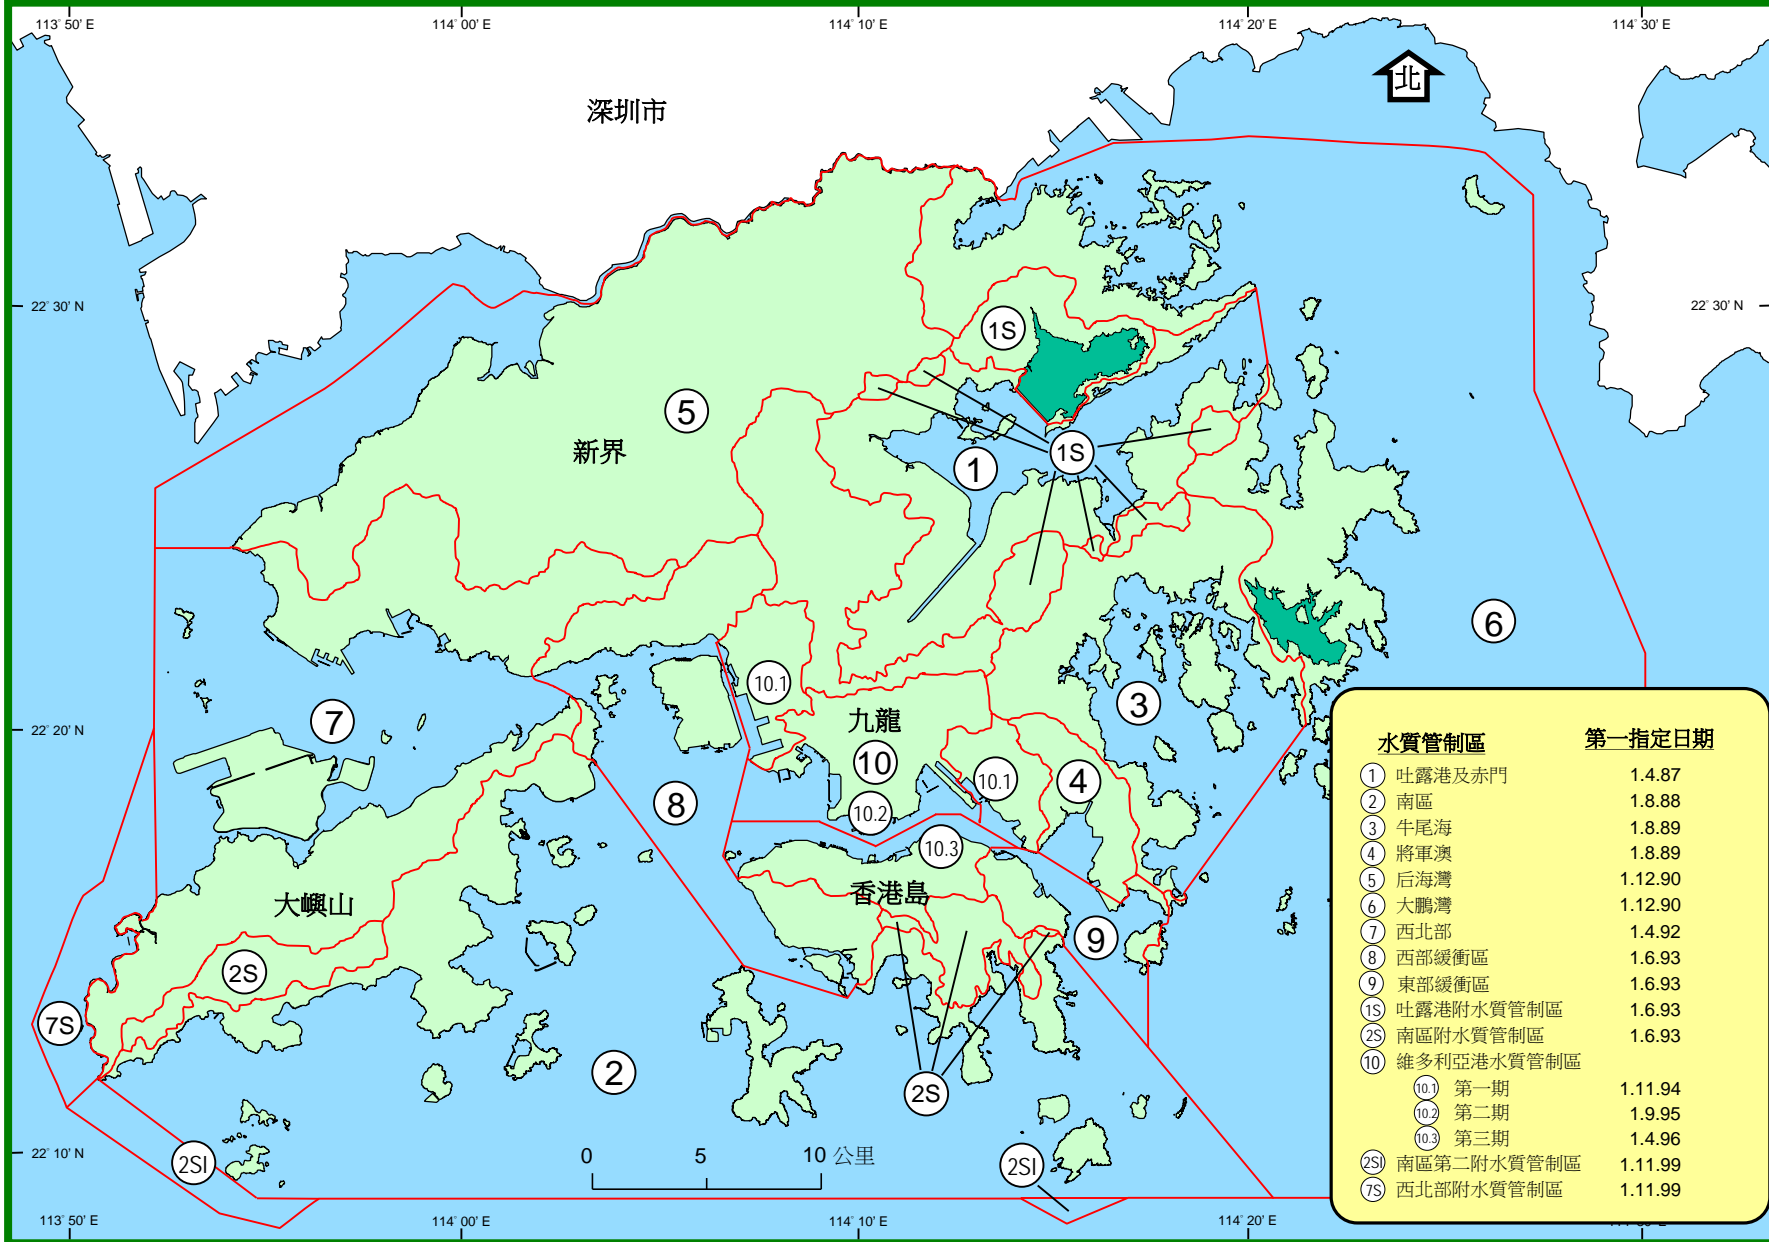 113° 50' E
114° 00' E
114° 10' E
114° 20' E
114° 30' E
北
深圳市
22° 30' N
22° 30' N
1S
5
新界
1
1S
6
10.1
3
7
九龍
22° 20' N
10
10.1
4
8
10.2
10.3
香港島
大嶼山
9
2S
7S
2
2S
0 5 10 公里
22° 10' N
2SI
2SI
113° 50' E
114° 00' E
114° 10' E
114° 20' E
水質管制區 第一指定日期
1 吐露港及赤門 1.4.87
2 南區 1.8.88
3 牛尾海 1.8.89
4 將軍澳 1.8.89
5 后海灣 1.12.90
6 大鵬灣 1.12.90
7 西北部 1.4.92
8 西部緩衝區 1.6.93
9 東部緩衝區 1.6.93
1S 吐露港附水質管制區 1.6.93
2S 南區附水質管制區 1.6.93
10 維多利亞港水質管制區
10.1 第一期 1.11.94
10.2 第二期 1.9.95
10.3 第三期 1.4.96
2SI 南區第二附水質管制區 1.11.99
7S 西北部附水質管制區 1.11.99